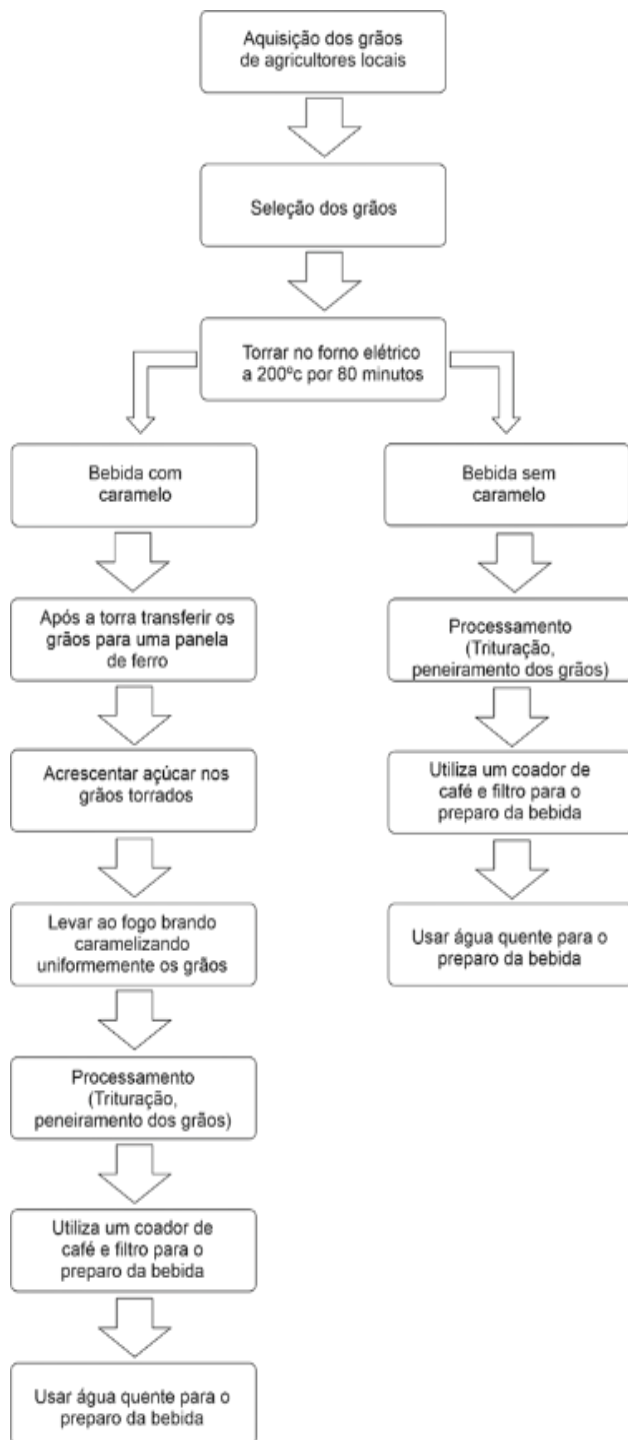 Aquisição dos grãos
de agricultores locais
Seleção dos grãos
Torrar no forno elétrico
a 200ºc por 80 minutos
Bebida com
caramelo
Após a torra transferir os
grãos para uma panela
de ferro
Acrescentar açúcar nos
grãos torrados
Levar ao fogo brando
caramelizando
uniformemente os grãos
Processamento
(Trituração,
peneiramento dos grãos)
Utiliza um coador de
café e filtro para o
preparo da bebida
Usar água quente para o
preparo da bebida
Bebida sem
caramelo
Processamento
(Trituração,
peneiramento dos grãos)
Utiliza um coador de
café e filtro para o
preparo da bebida
Usar água quente para o
preparo da bebida